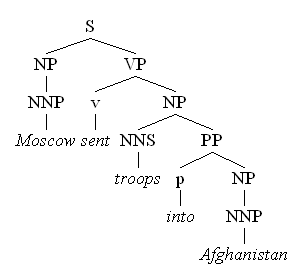 S
NP VP
NNP v NP
Moscow sent NNS PP
troops p NP
into NNP
Afghanistan